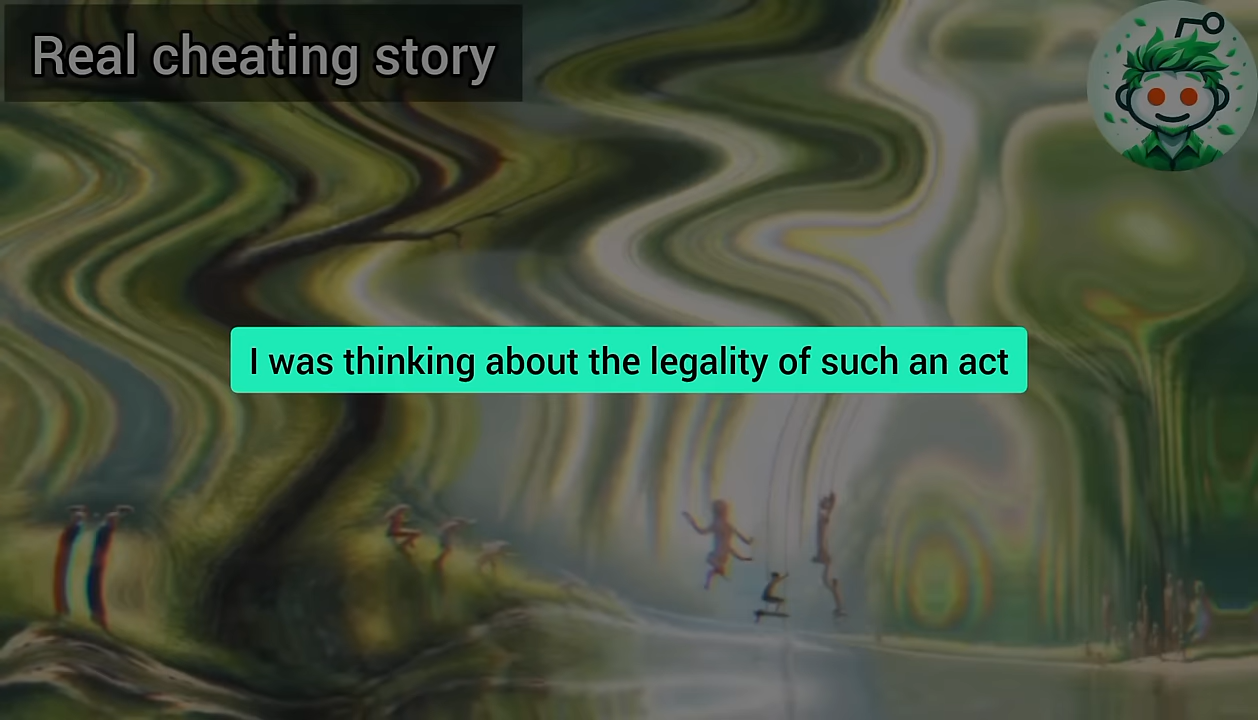 Real cheating story
I was thinking about the legality of such an act